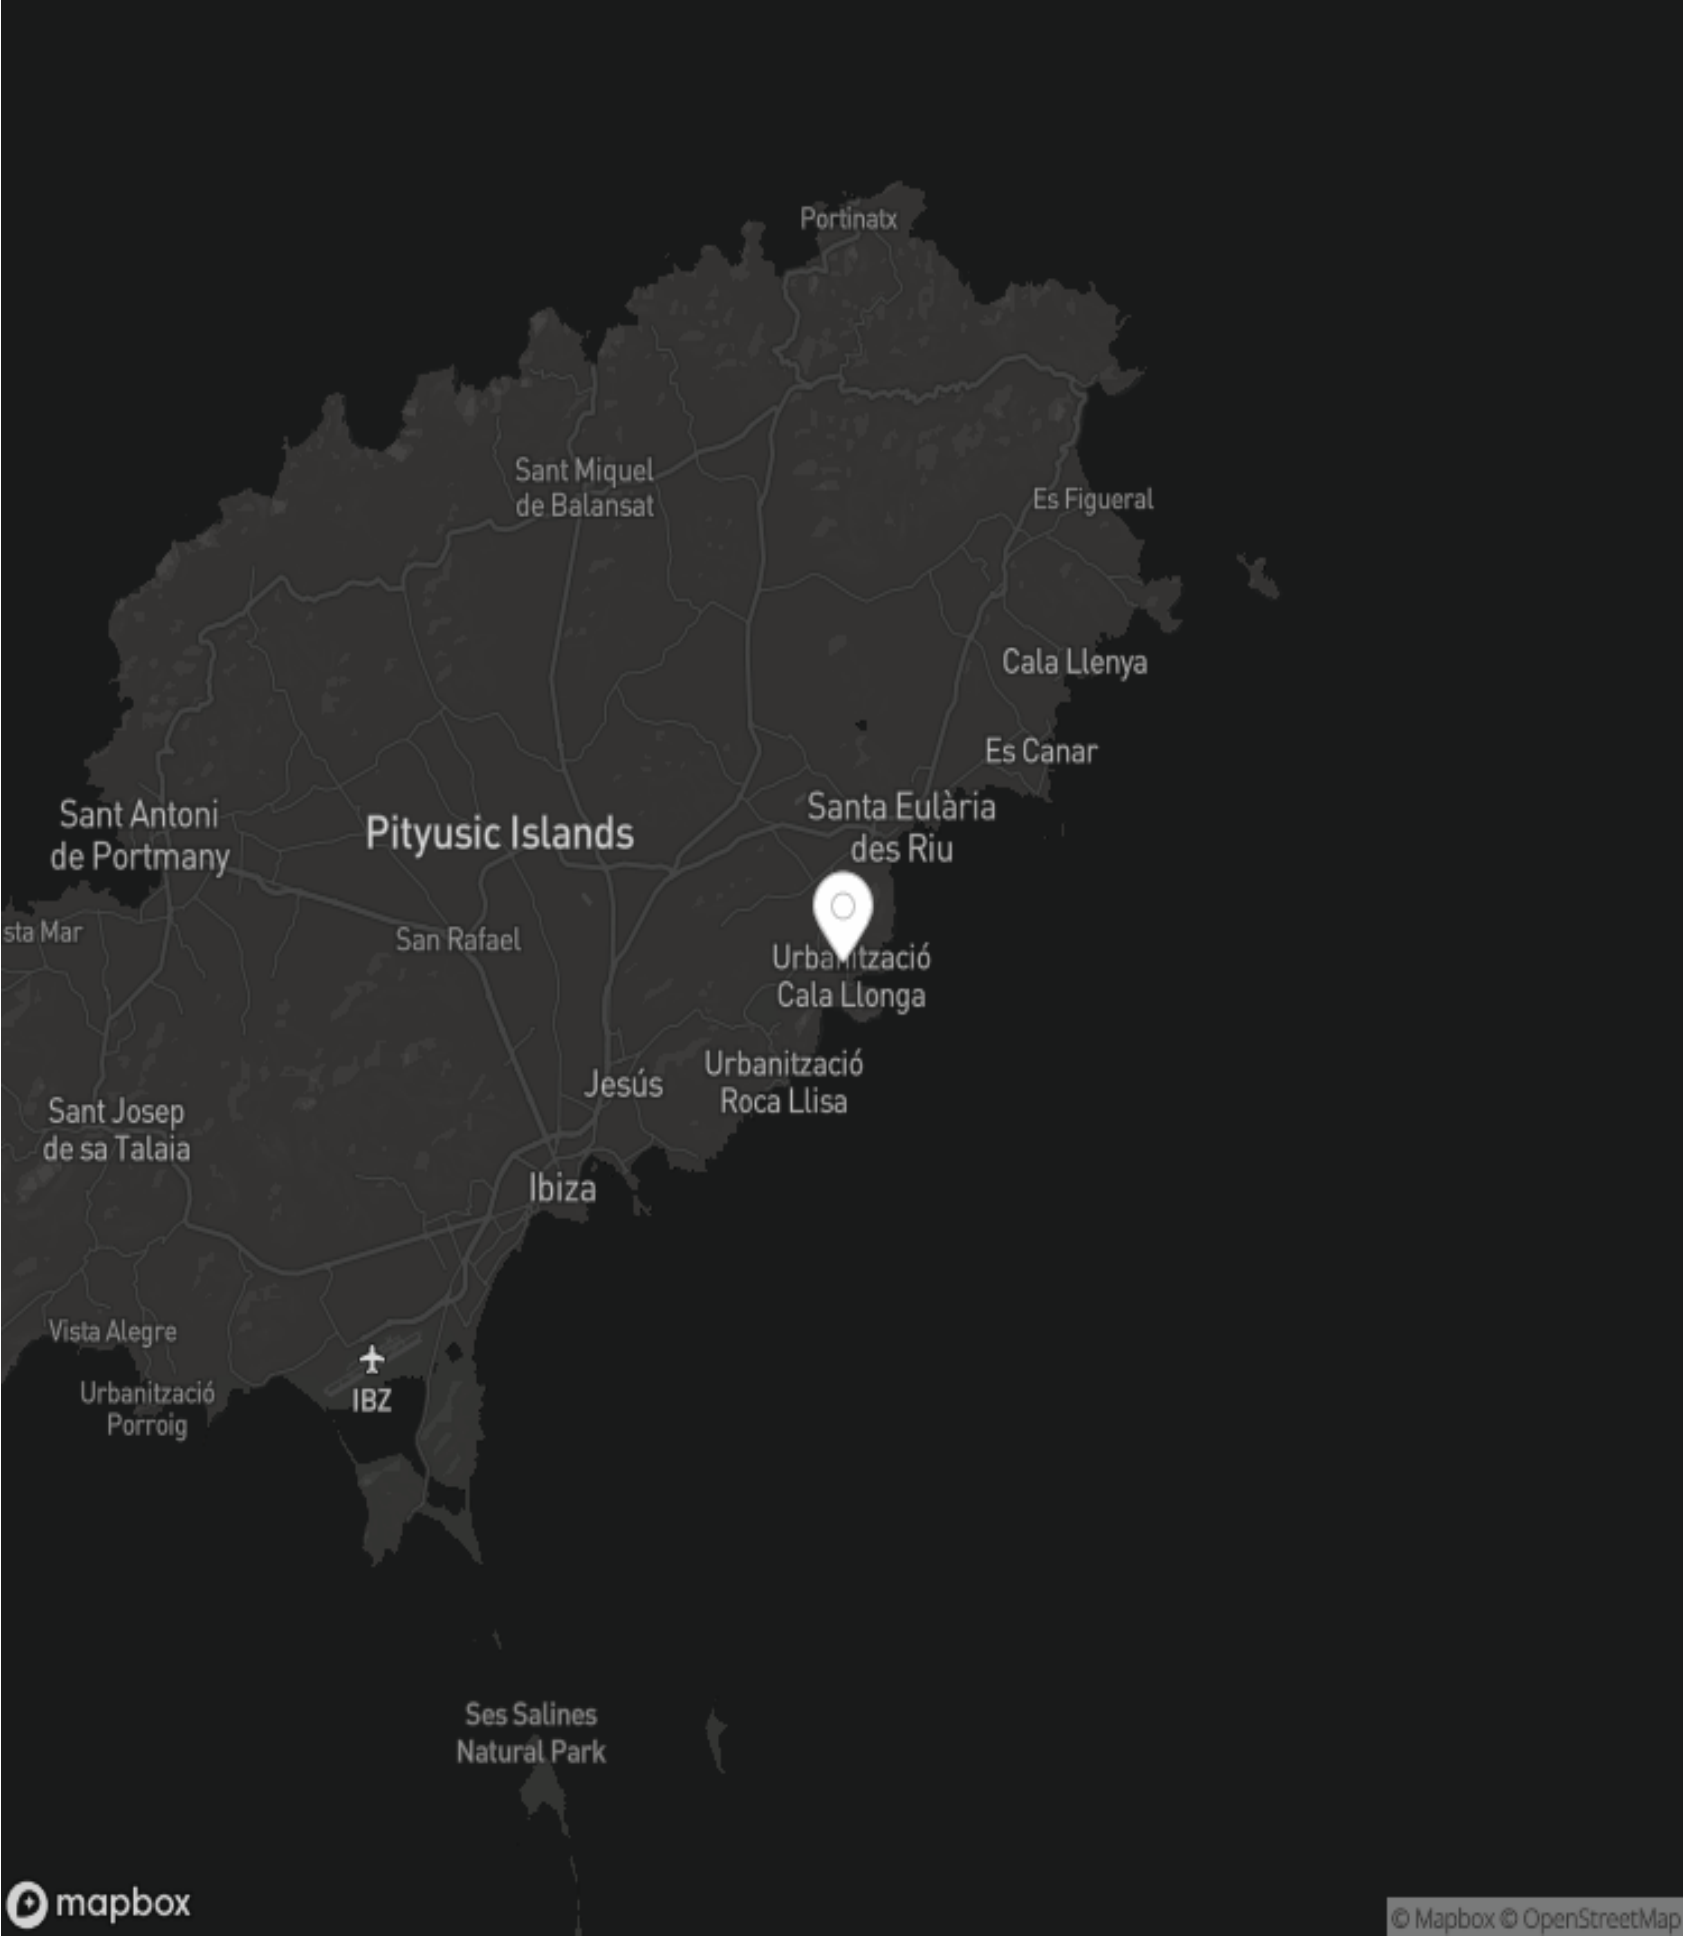 Portinatx
Sant Miquel
de Balansat
Es Figueral
Cala Llenya
Es Canar
Sant Antoni
de Portmany
Pityusic Islands
Santa Eulària
des Riu
sta Mar
San Rafael
Urbanització
Cala Llonga
Urbanització
Roca Llisa
Jesús
Sant Josep
de sa Talaia
Ibiza
Vista Alegre
IBZ
Urbanització
Porroig
Ses Salines
Natural Park
mapbox
© Mapbox © OpenStreetMap